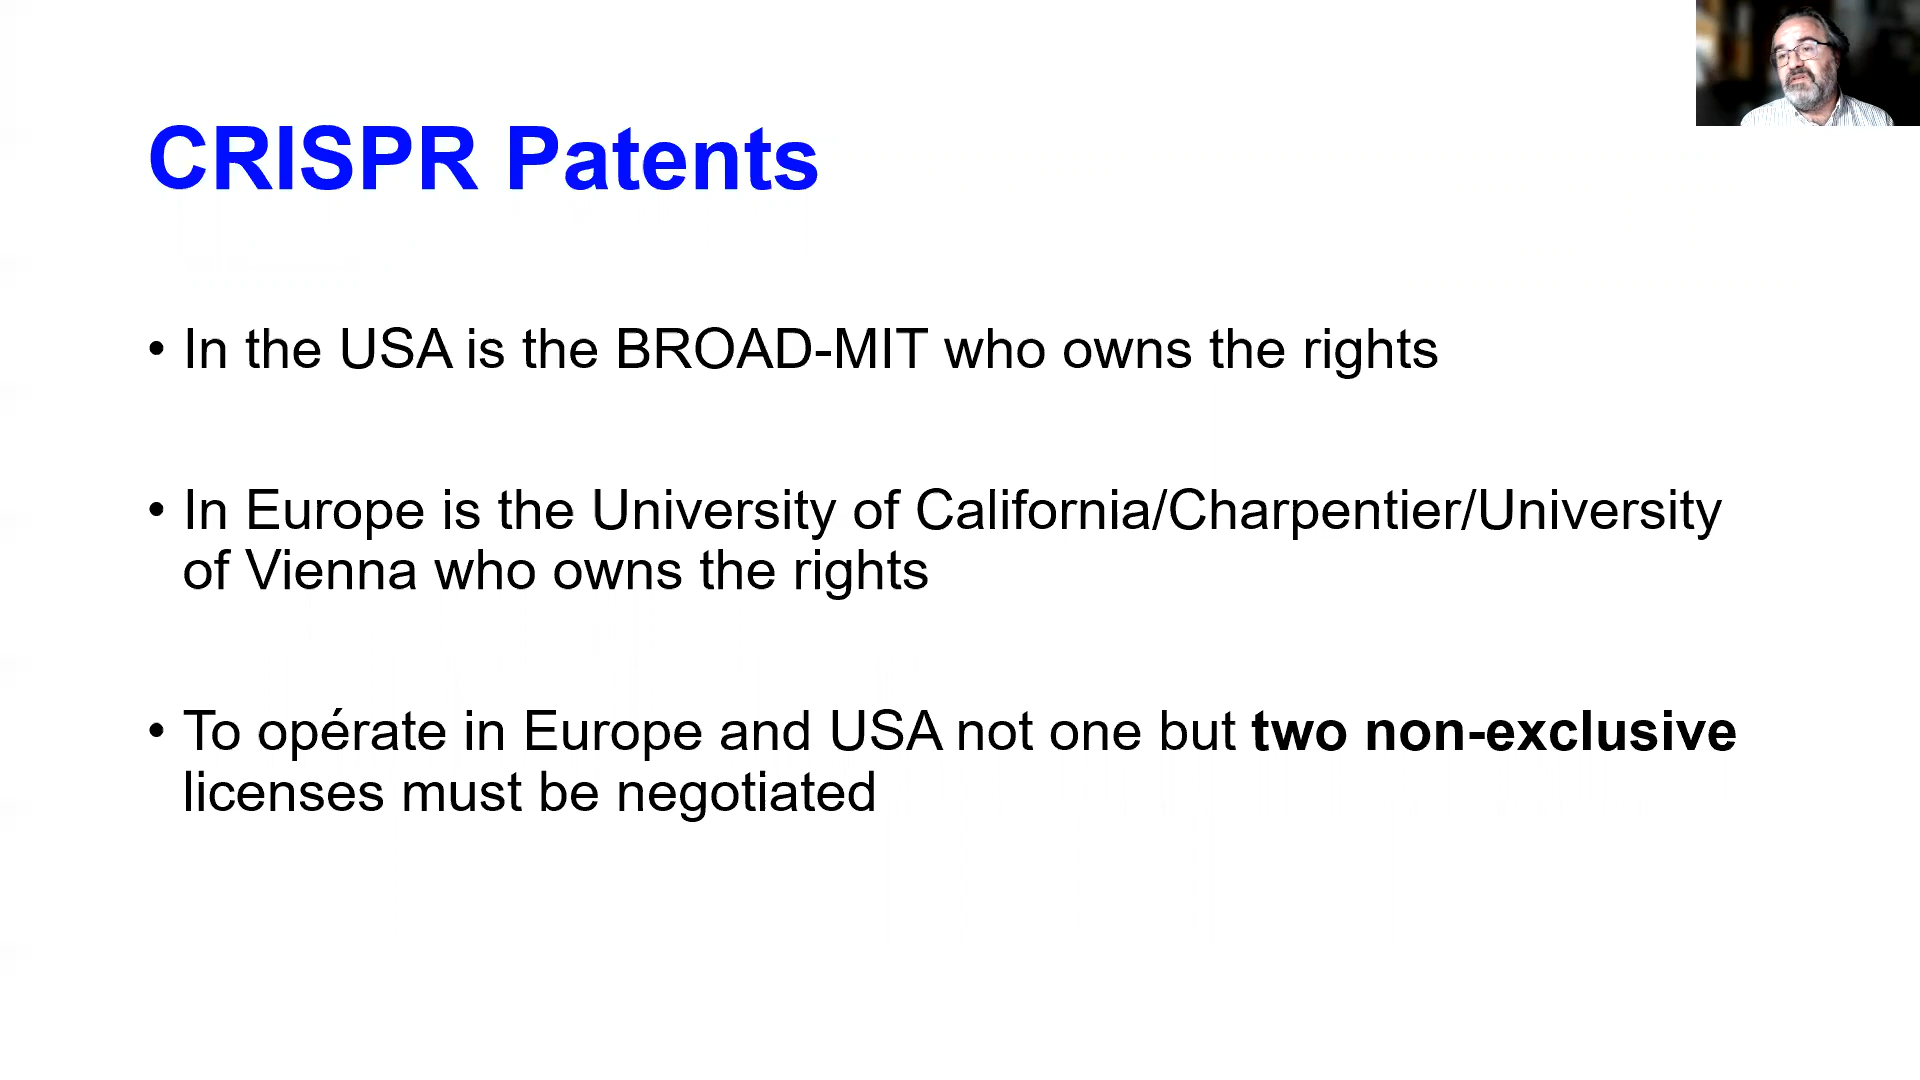 CRISPR Patents
• In the USA is the BROAD-MIT who owns the rights
• In Europe is the University of California/Charpentier/University
of Vienna who owns the rights
• To opérate in Europe and USA not one but two non-exclusive
licenses must be negotiated